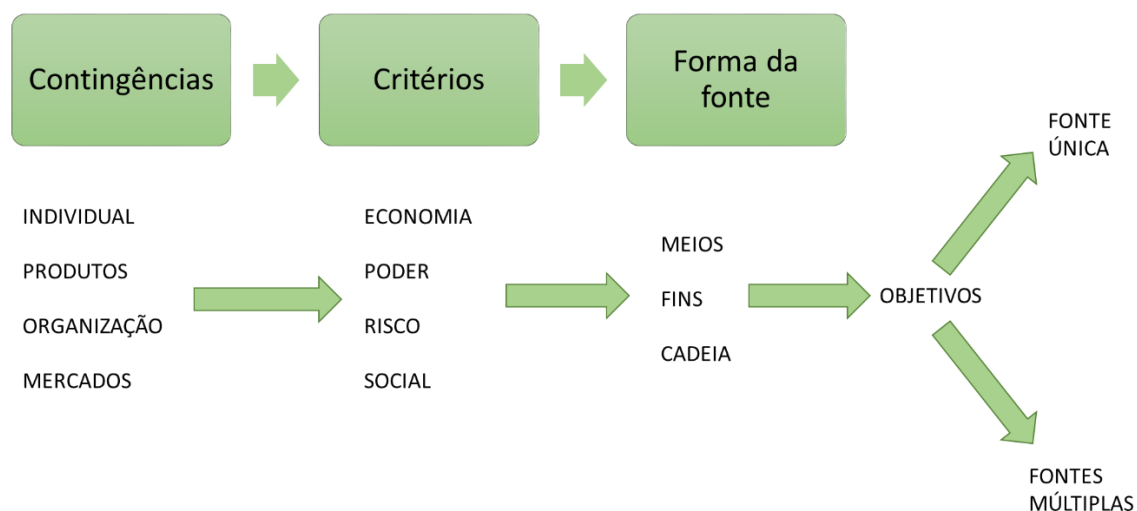 Contingências
Critérios
Forma da
fonte
INDIVIDUAL
PRODUTOS
ORGANIZAÇÃO
MERCADOS
ECONOMIA
PODER
RISCO
SOCIAL
MEIOS
FINS
CADEIA
OBJETIVOS
FONTE
ÚNICA
FONTES
MÚLTIPLAS